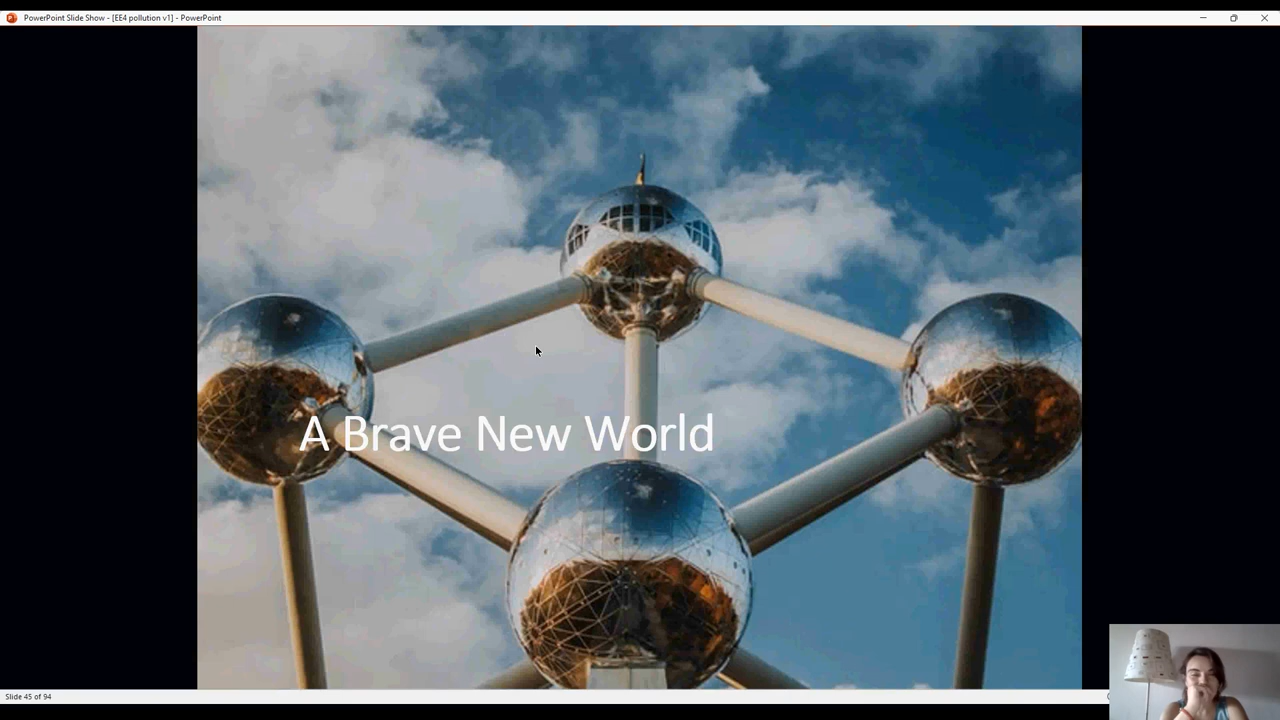 PowerPoint Slide Show - [EE4 pollution v1] - PowerPoint
A Brave New World
Slide 45 of 94